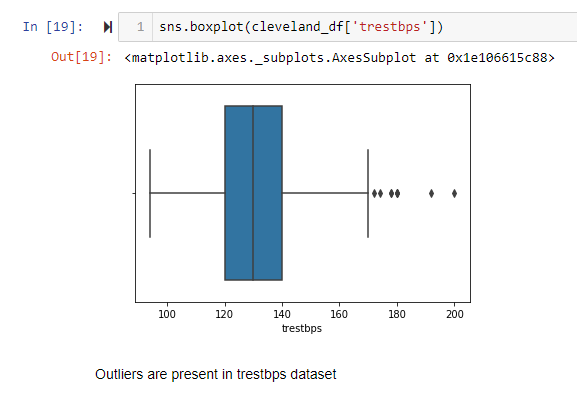 In [19]: 1 sns.boxplot(cleveland_df['trestbps'])
Out[19]: <matplotlib.axes._subplots.AxesSubplot at 0x1e106615c88>
100 120 140 160 180 200
trestbps
Outliers are present in trestbps dataset